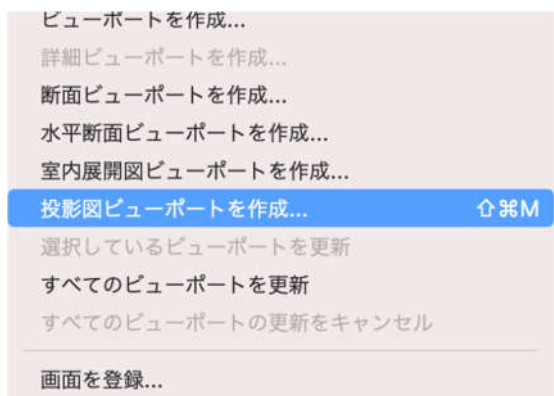 ビューポートを作成...
詳細ビューポートを作成...
断面ビューポートを作成...
水平断面ビューポートを作成...
室内展開図ビューポートを作成...
投影図ビューポートを作成... ⇧⌘M
選択しているビューポートを更新
すべてのビューポートを更新
すべてのビューポートの更新をキャンセル
画面を登録...